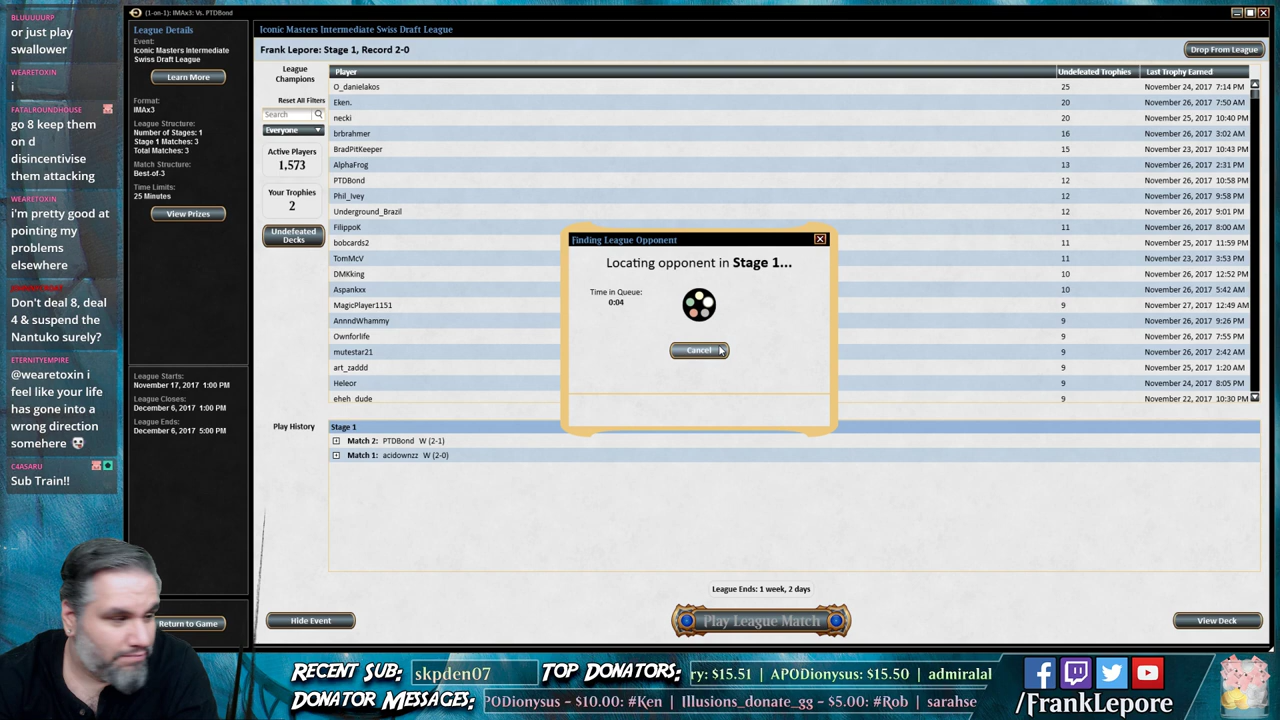 BLUUUUURP
or just play
swallower
WEARETOXIN
i
FATALROUNDHOUSE
go 8 keep them
on d
disincentivise
them attacking
WEARETOXIN
i'm pretty good at
pointing my
problems
elsewhere
Don't deal 8, deal
4 & suspend the
Nantuko surely?
ETERNITYEMPIRE
@wearetoxin i
feel like your life
has gone into a
wrong direction
somehere
C4ASARU
Sub Train!!
(1-on-1): IMAx3: Vs. PTDBond
League Details
Event:
Iconic Masters Intermediate
Swiss Draft League
Learn More
Format:
IMAx3
League Structure:
Number of Stages: 1
Stage 1 Matches: 3
Total Matches: 3
Match Structure:
Best-of-3
Time Limits:
25 Minutes
View Prizes
League Starts:
November 17, 2017 1:00 PM
League Closes:
December 6, 2017 1:00 PM
League Ends:
December 6, 2017 5:00 PM
Return to Game
Iconic Masters Intermediate Swiss Draft League
Frank Lepore: Stage 1, Record 2-0
Drop From League
League
Champions
Reset All Filters
Search
Everyone
Active Players
1,573
Your Trophies
2
Undefeated
Decks
Player Undefeated Trophies Last Trophy Earned
O_danielakos 25 November 24, 2017 7:14 PM
Eken. 20 November 26, 2017 7:50 AM
necki 20 November 25, 2017 10:40 PM
brbrahmer 16 November 26, 2017 3:02 AM
BradPitKeeper 15 November 23, 2017 10:43 PM
AlphaFrog 13 November 26, 2017 2:31 PM
PTDBond 12 November 26, 2017 10:58 PM
Phil_Ivey 12 November 26, 2017 9:58 PM
Underground_Brazil 12 November 26, 2017 9:01 PM
FilippoK 11 November 26, 2017 8:00 AM
bobcards2 11 November 25, 2017 11:59 PM
TomMcV 11 November 23, 2017 3:53 PM
DMKking 10 November 26, 2017 12:52 PM
Aspankxx 10 November 26, 2017 5:42 AM
MagicPlayer1151 9 November 27, 2017 12:49 AM
AnnndWhammy 9 November 26, 2017 9:26 PM
Ownforlife 9 November 26, 2017 7:55 PM
mutestar21 9 November 26, 2017 2:42 AM
art_zaddd 9 November 25, 2017 1:20 AM
Heleor 9 November 24, 2017 8:05 PM
eheh_dude 9 November 22, 2017 10:30 PM
Finding League Opponent
Locating opponent in Stage 1...
Time in Queue:
0:04
Cancel
Play History
Stage 1
Match 2: PTDBond W (2-1)
Match 1: acidownzz W (2-0)
League Ends: 1 week, 2 days
Hide Event
Play League Match
View Deck
RECENT SUB: skpden07 TOP DONATORS: ry: $15.51 | APODionysus: $15.50 | admiralal
DONATOR MESSAGES: PODionysus - $10.00: #Ken | Illusions_donate_gg - $5.00: #Rob | sarahse
/FrankLepore